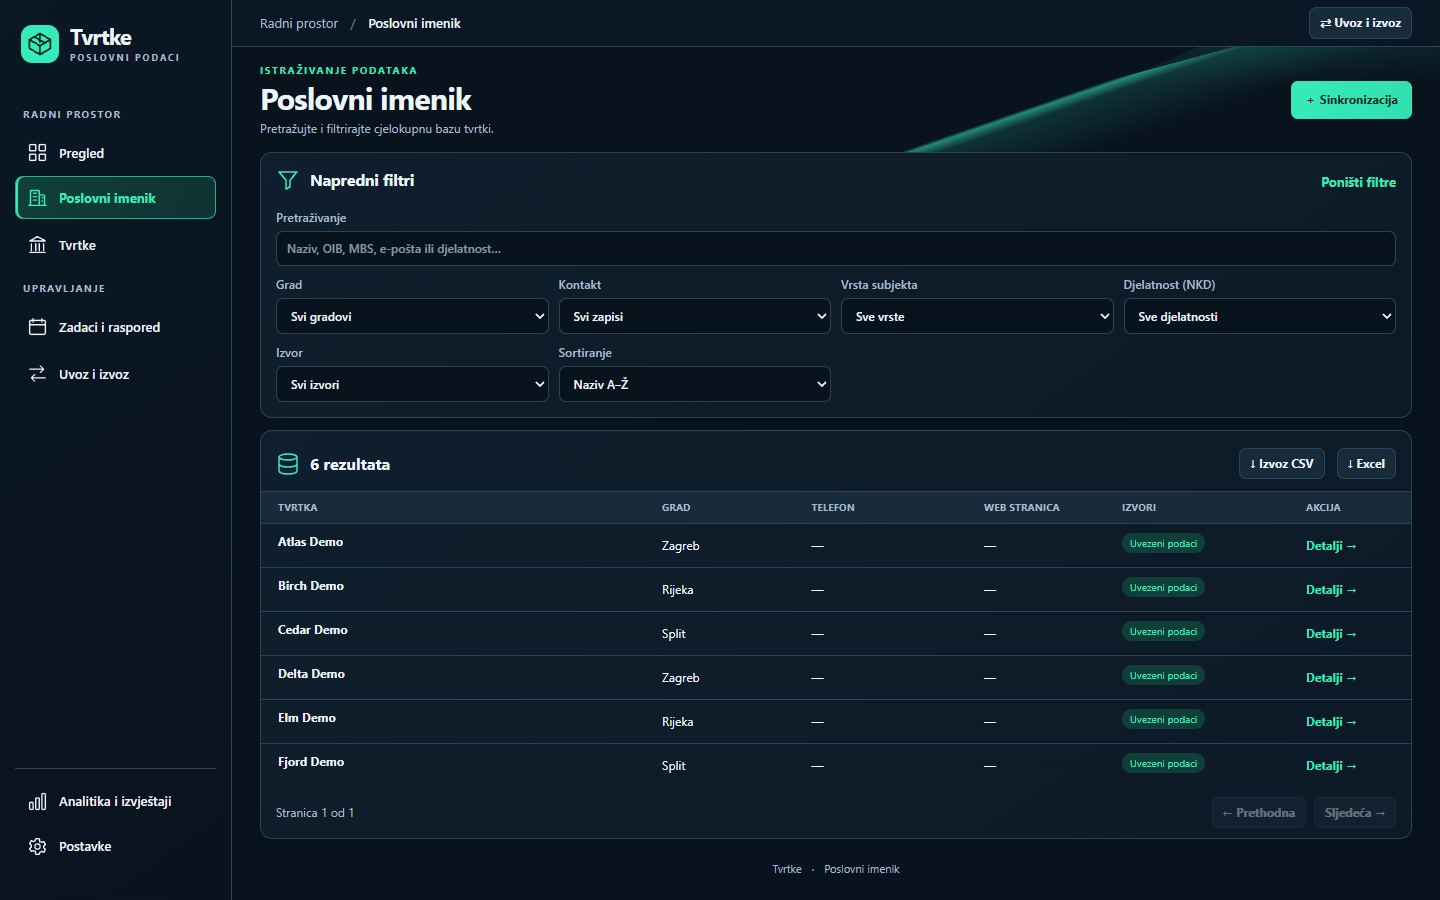 Tvrtke
POSLOVNI PODACI
RADNI PROSTOR
Pregled
Poslovni imenik
Tvrtke
UPRAVLJANJE
Zadaci i raspored
Uvoz i izvoz
Analitika i izvještaji
Postavke
Radni prostor / Poslovni imenik
⇄ Uvoz i izvoz
ISTRAŽIVANJE PODATAKA
Poslovni imenik
Pretražujte i filtrirajte cjelokupnu bazu tvrtki.
+ Sinkronizacija
Napredni filtri
Poništi filtre
Pretraživanje
Naziv, OIB, MBS, e-pošta ili djelatnost...
Grad Kontakt Vrsta subjekta Djelatnost (NKD)
Svi gradovi Svi zapisi Sve vrste Sve djelatnosti
Izvor Sortiranje
Svi izvori Naziv A–Ž
6 rezultata
↓ Izvoz CSV ↓ Excel
TVRTKA GRAD TELEFON WEB STRANICA IZVORI AKCIJA
Atlas Demo Zagreb — — Uvezeni podaci Detalji →
Birch Demo Rijeka — — Uvezeni podaci Detalji →
Cedar Demo Split — — Uvezeni podaci Detalji →
Delta Demo Zagreb — — Uvezeni podaci Detalji →
Elm Demo Rijeka — — Uvezeni podaci Detalji →
Fjord Demo Split — — Uvezeni podaci Detalji →
Stranica 1 od 1
← Prethodna Sljedeća →
Tvrtke · Poslovni imenik